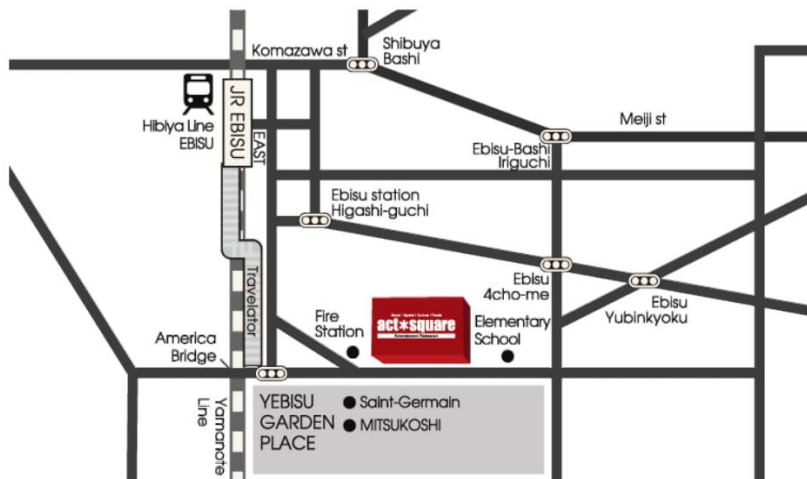 Komazawa st
Shibuya
Bashi
JR EBISU
Hibiya Line
EBISU
EAST
Meiji st
Ebisu-Bashi
Iriguchi
Ebisu station
Higashi-guchi
Travelator
Ebisu
4cho-me
Ebisu
Yubinkyoku
Fire
Station
act*square
Elementary
School
America
Bridge
Yamanote
Line
YEBISU
GARDEN
PLACE
Saint-Germain
MITSUKOSHI